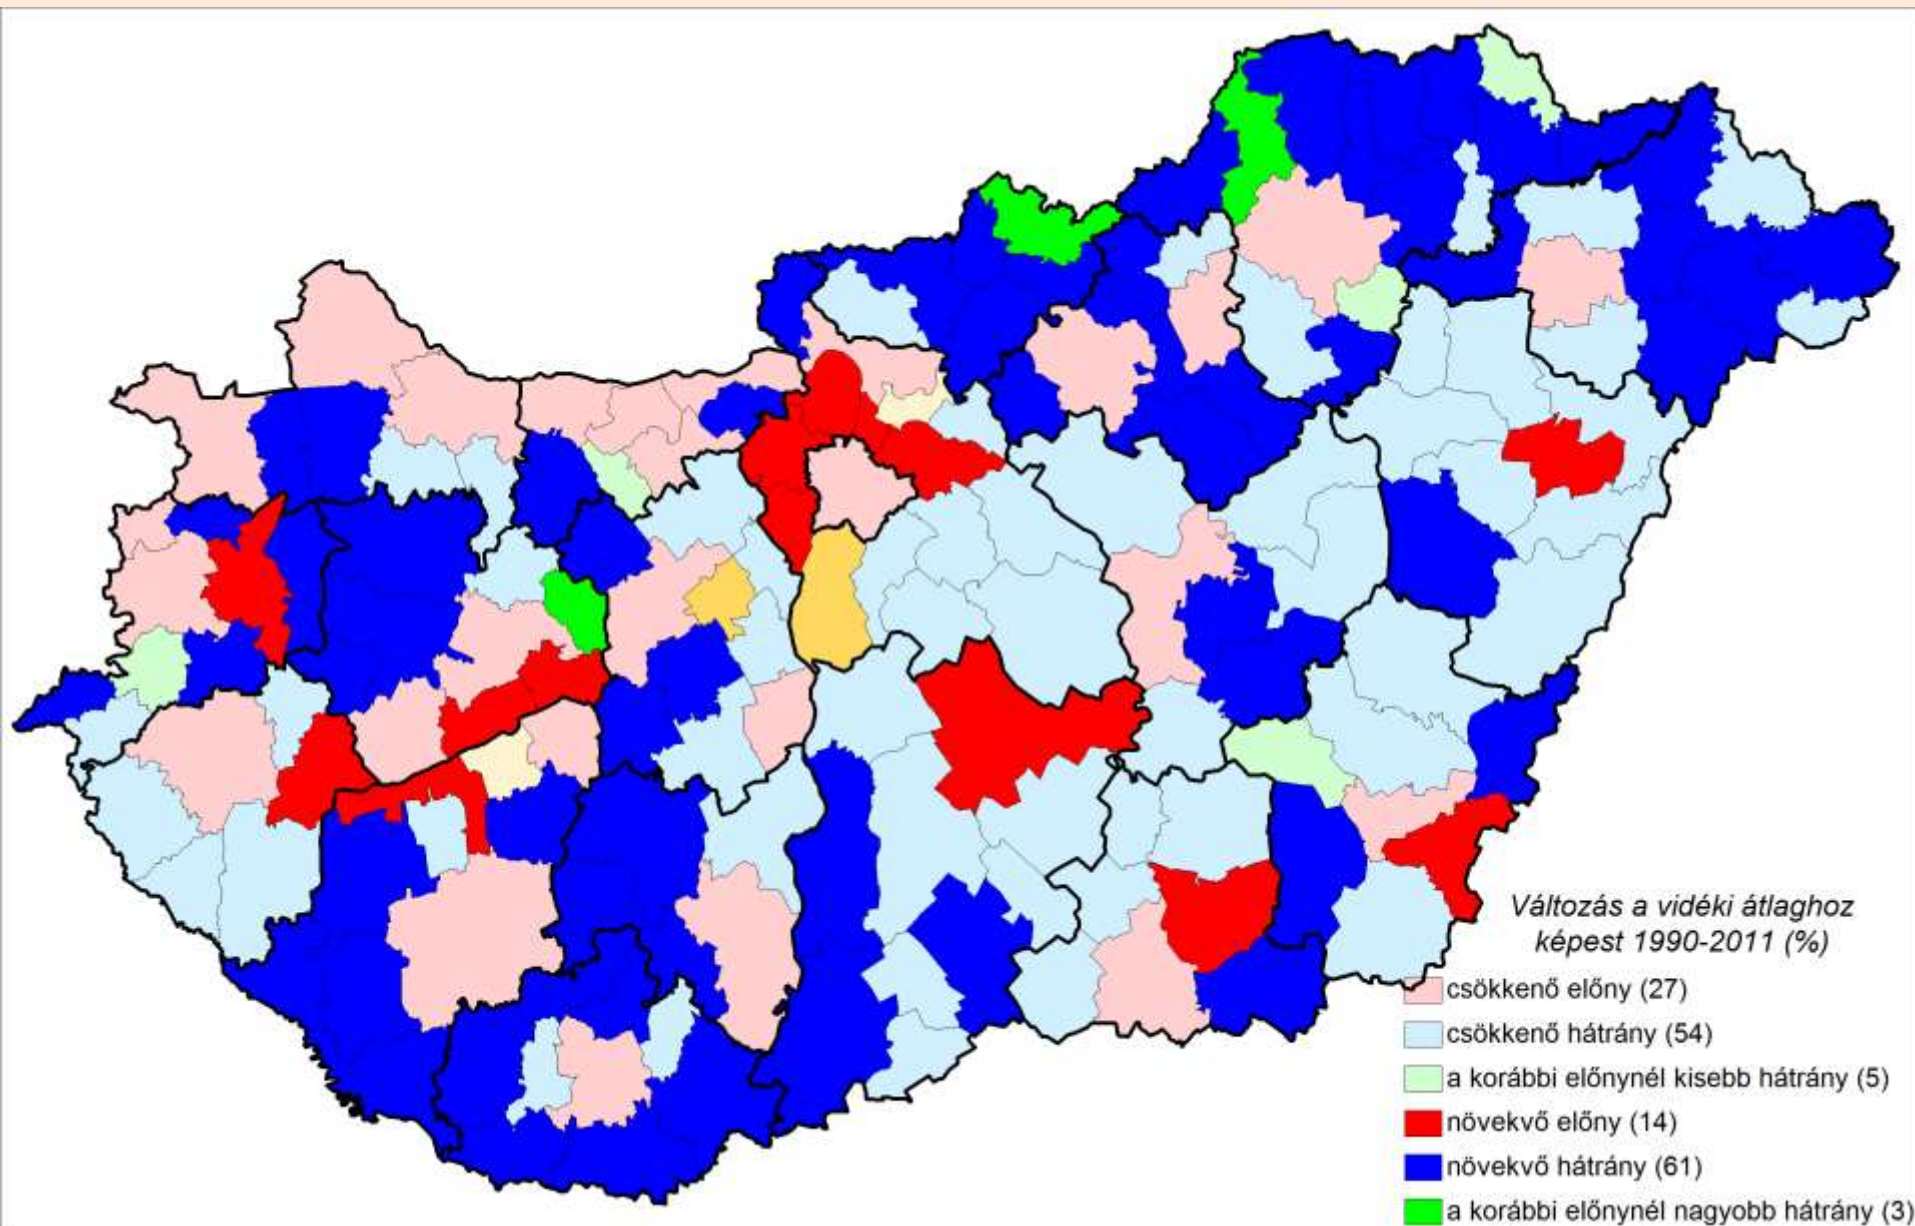 Változás a vidéki átlaghoz
képest 1990-2011 (%)
csökkenő előny (27)
csökkenő hátrány (54)
a korábbi előnynél kisebb hátrány (5)
növekvő előny (14)
növekvő hátrány (61)
a korábbi előnynél nagyobb hátrány (3)